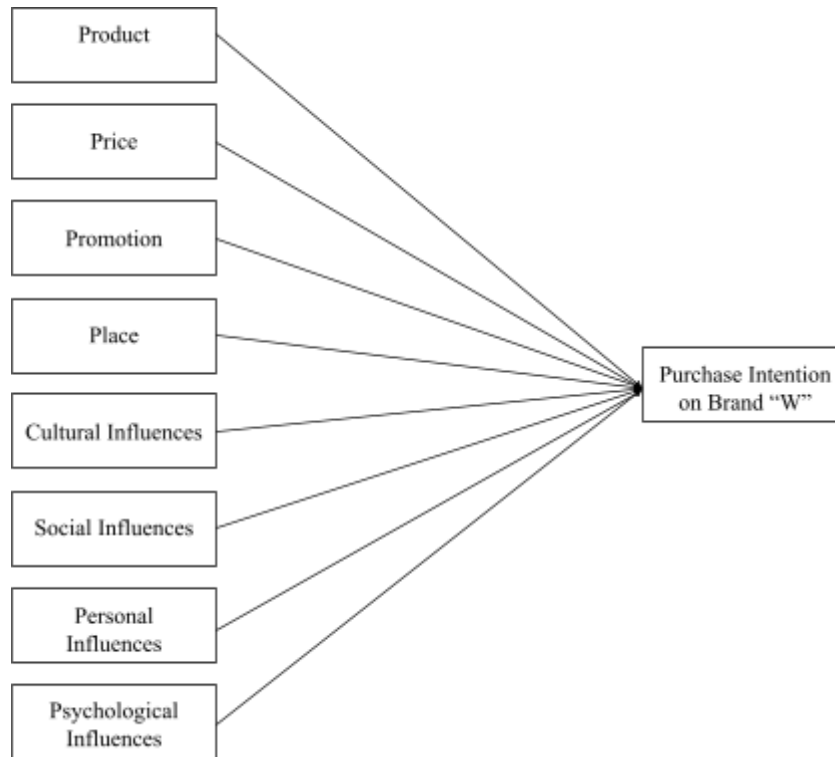 Product
Price
Promotion
Place
Cultural Influences
Social Influences
Personal
Influences
Psychological
Influences
Purchase Intention
on Brand “W”